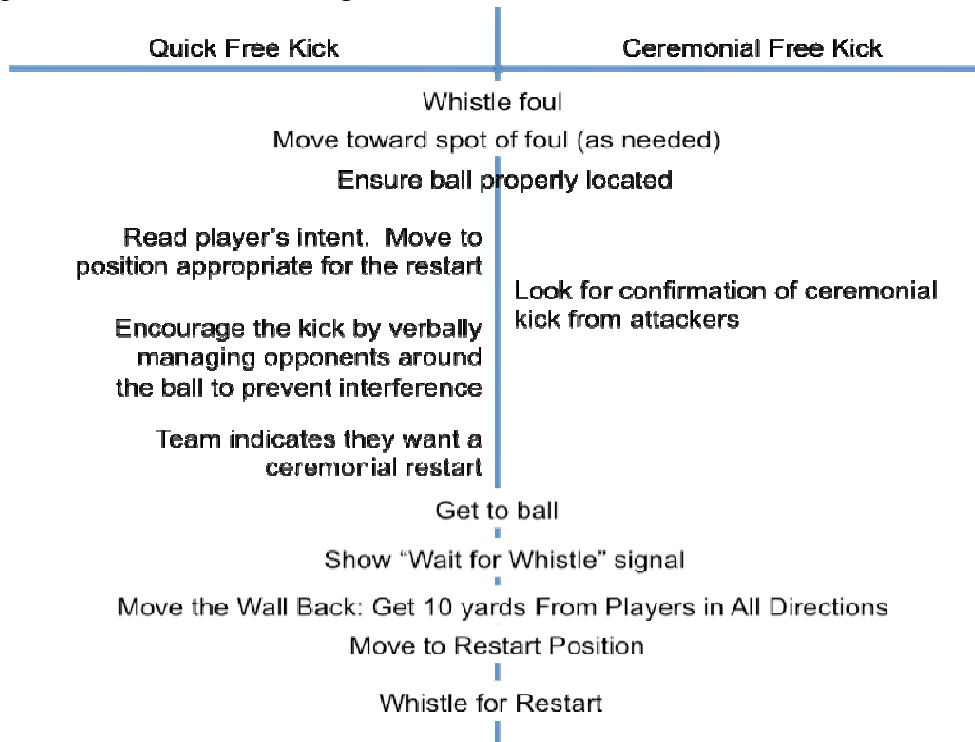 Quick Free Kick
Ceremonial Free Kick
Whistle foul
Move toward spot of foul (as needed)
Ensure ball properly located
Read player's intent. Move to
position appropriate for the restart
Encourage the kick by verbally
managing opponents around
the ball to prevent interference
Team indicates they want a
ceremonial restart
Look for confirmation of ceremonial
kick from attackers
Get to ball
Show “Wait for Whistle” signal
Move the Wall Back: Get 10 yards From Players in All Directions
Move to Restart Position
Whistle for Restart